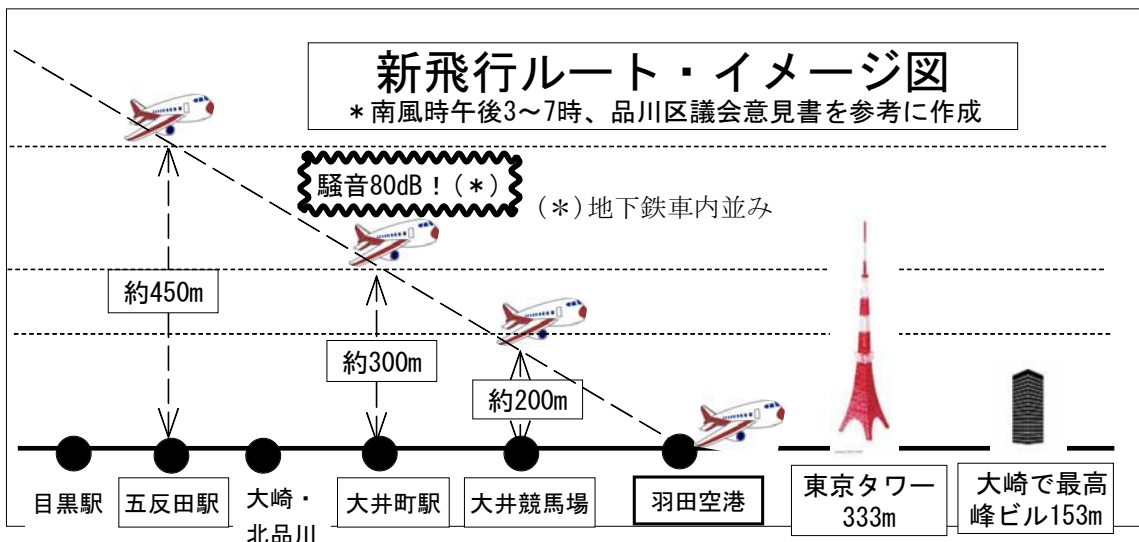 新飛行ルート・イメージ図
＊南風時午後3～7時、品川区議会意見書を参考に作成
騒音80dB！(＊)
(＊)地下鉄車内並み
約450m
約300m
約200m
目黒駅
五反田駅
大崎・
北品川
大井町駅
大井競馬場
羽田空港
東京タワー
333m
大崎で最高
峰ビル153m